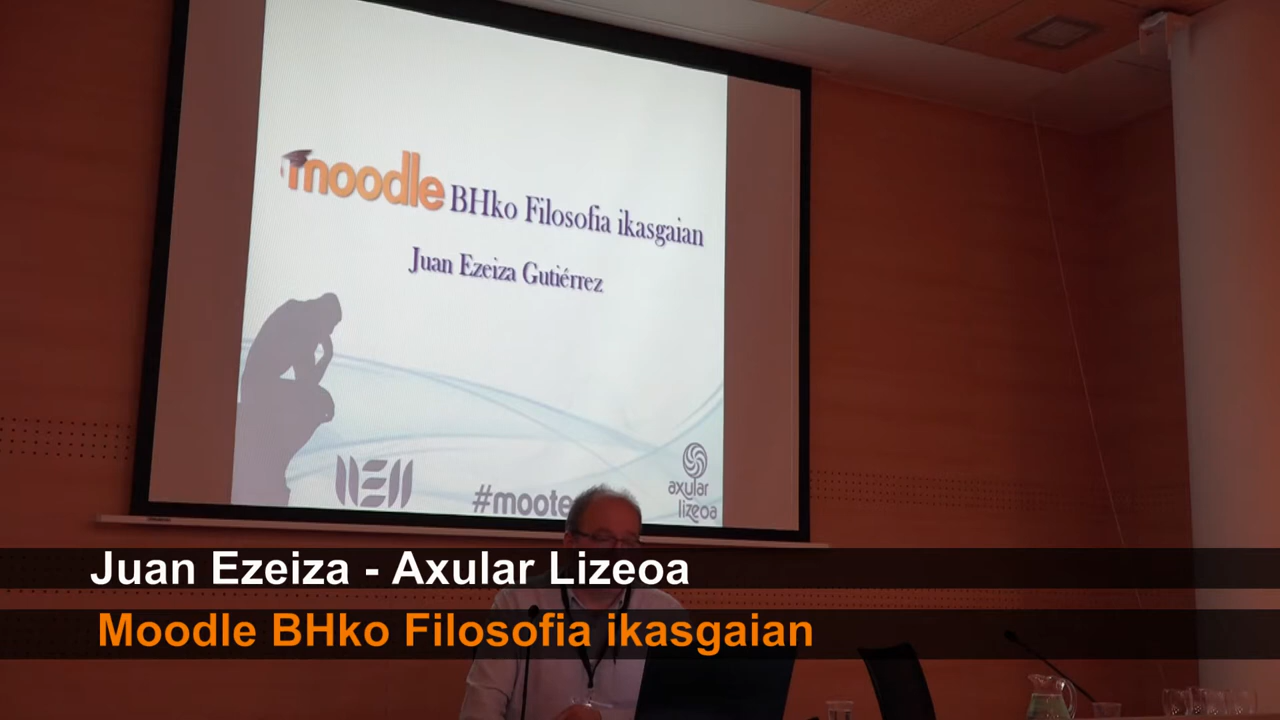 moodle BHko Filosofia ikasgaian
Juan Ezeiza Gutiérrez
axular
lizeoa
Juan Ezeiza - Axular Lizeoa
Moodle BHko Filosofia ikasgaian